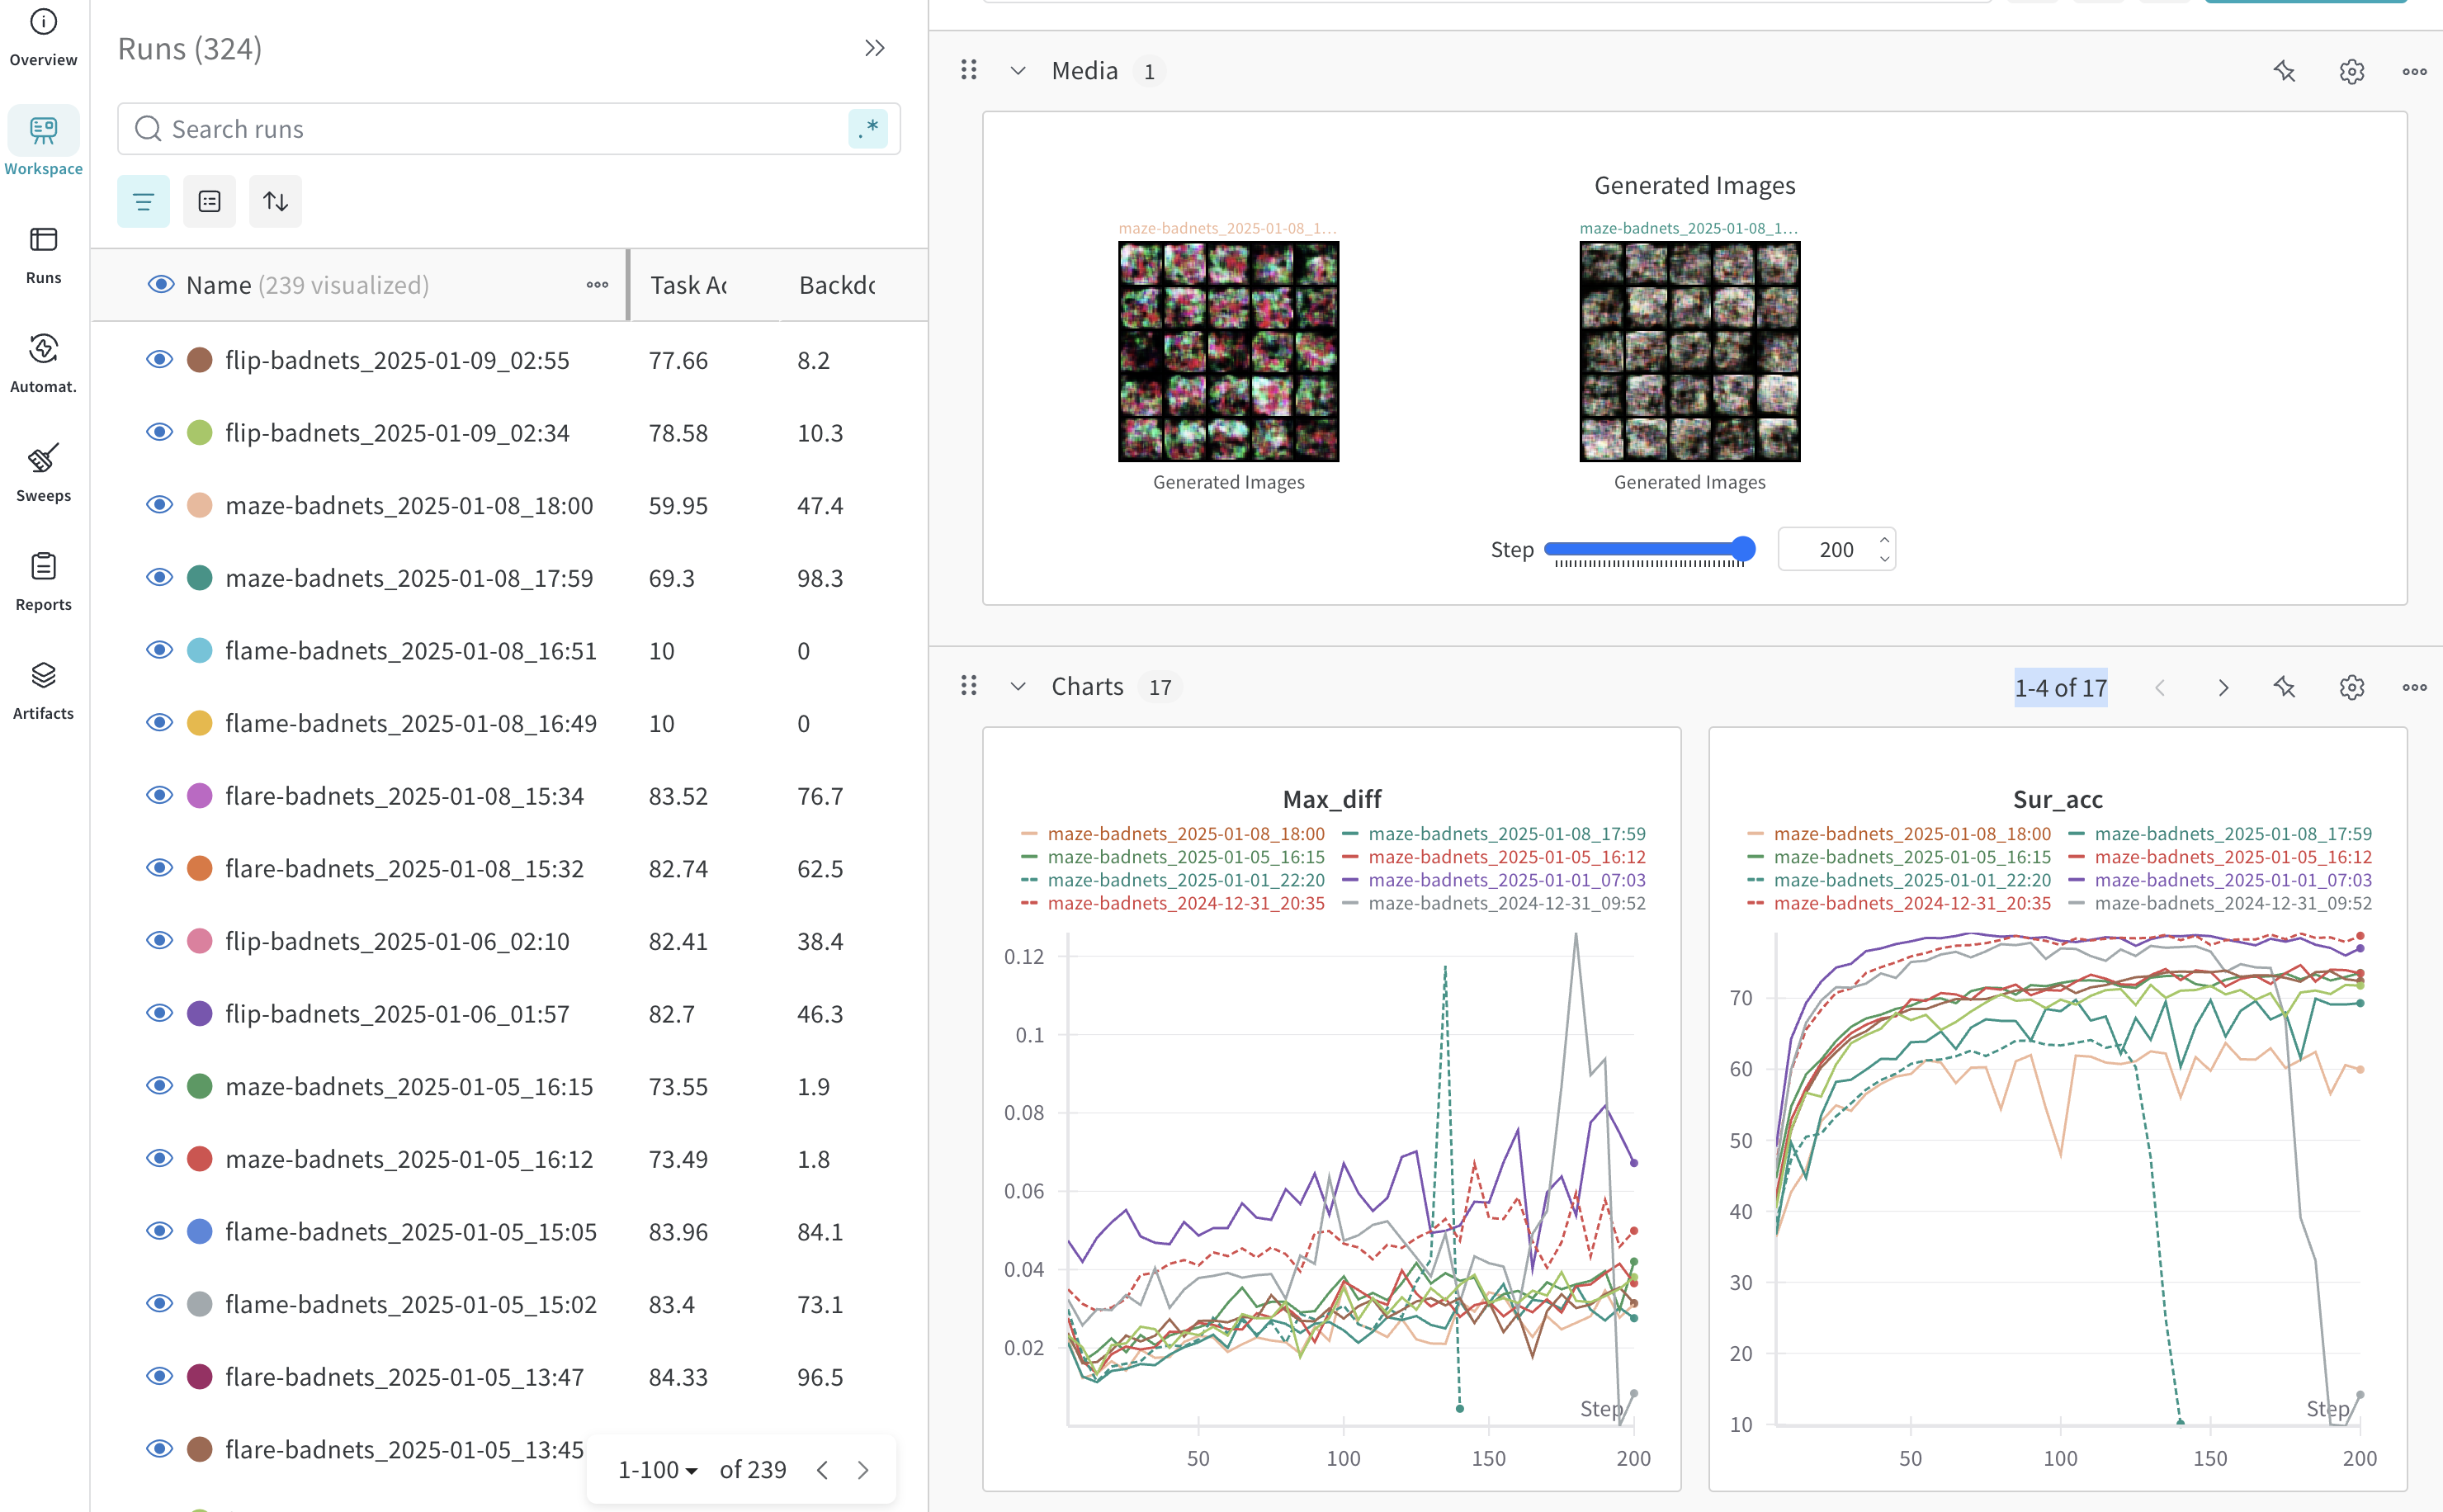 Overview
Workspace
Runs
Automat.
Sweeps
Reports
Artifacts
Runs (324)
Search runs
.*
Name (239 visualized)
Task Ac
Backdo
flip-badnets_2025-01-09_02:55 77.66 8.2
flip-badnets_2025-01-09_02:34 78.58 10.3
maze-badnets_2025-01-08_18:00 59.95 47.4
maze-badnets_2025-01-08_17:59 69.3 98.3
flame-badnets_2025-01-08_16:51 10 0
flame-badnets_2025-01-08_16:49 10 0
flare-badnets_2025-01-08_15:34 83.52 76.7
flare-badnets_2025-01-08_15:32 82.74 62.5
flip-badnets_2025-01-06_02:10 82.41 38.4
flip-badnets_2025-01-06_01:57 82.7 46.3
maze-badnets_2025-01-05_16:15 73.55 1.9
maze-badnets_2025-01-05_16:12 73.49 1.8
flame-badnets_2025-01-05_15:05 83.96 84.1
flame-badnets_2025-01-05_15:02 83.4 73.1
flare-badnets_2025-01-05_13:47 84.33 96.5
flare-badnets_2025-01-05_13:45
1-100 of 239
Media 1
Generated Images
maze-badnets_2025-01-08_1... maze-badnets_2025-01-08_1...
Generated Images Generated Images
Step 200
Charts 17
1-4 of 17
Max_diff
maze-badnets_2025-01-08_18:00 maze-badnets_2025-01-08_17:59
maze-badnets_2025-01-05_16:15 maze-badnets_2025-01-05_16:12
maze-badnets_2025-01-01_22:20 maze-badnets_2025-01-01_07:03
maze-badnets_2024-12-31_20:35 maze-badnets_2024-12-31_09:52
0.12
0.1
0.08
0.06
0.04
0.02
Step
50 100 150 200
Sur_acc
maze-badnets_2025-01-08_18:00 maze-badnets_2025-01-08_17:59
maze-badnets_2025-01-05_16:15 maze-badnets_2025-01-05_16:12
maze-badnets_2025-01-01_22:20 maze-badnets_2025-01-01_07:03
maze-badnets_2024-12-31_20:35 maze-badnets_2024-12-31_09:52
70
60
50
40
30
20
10
Step
50 100 150 200